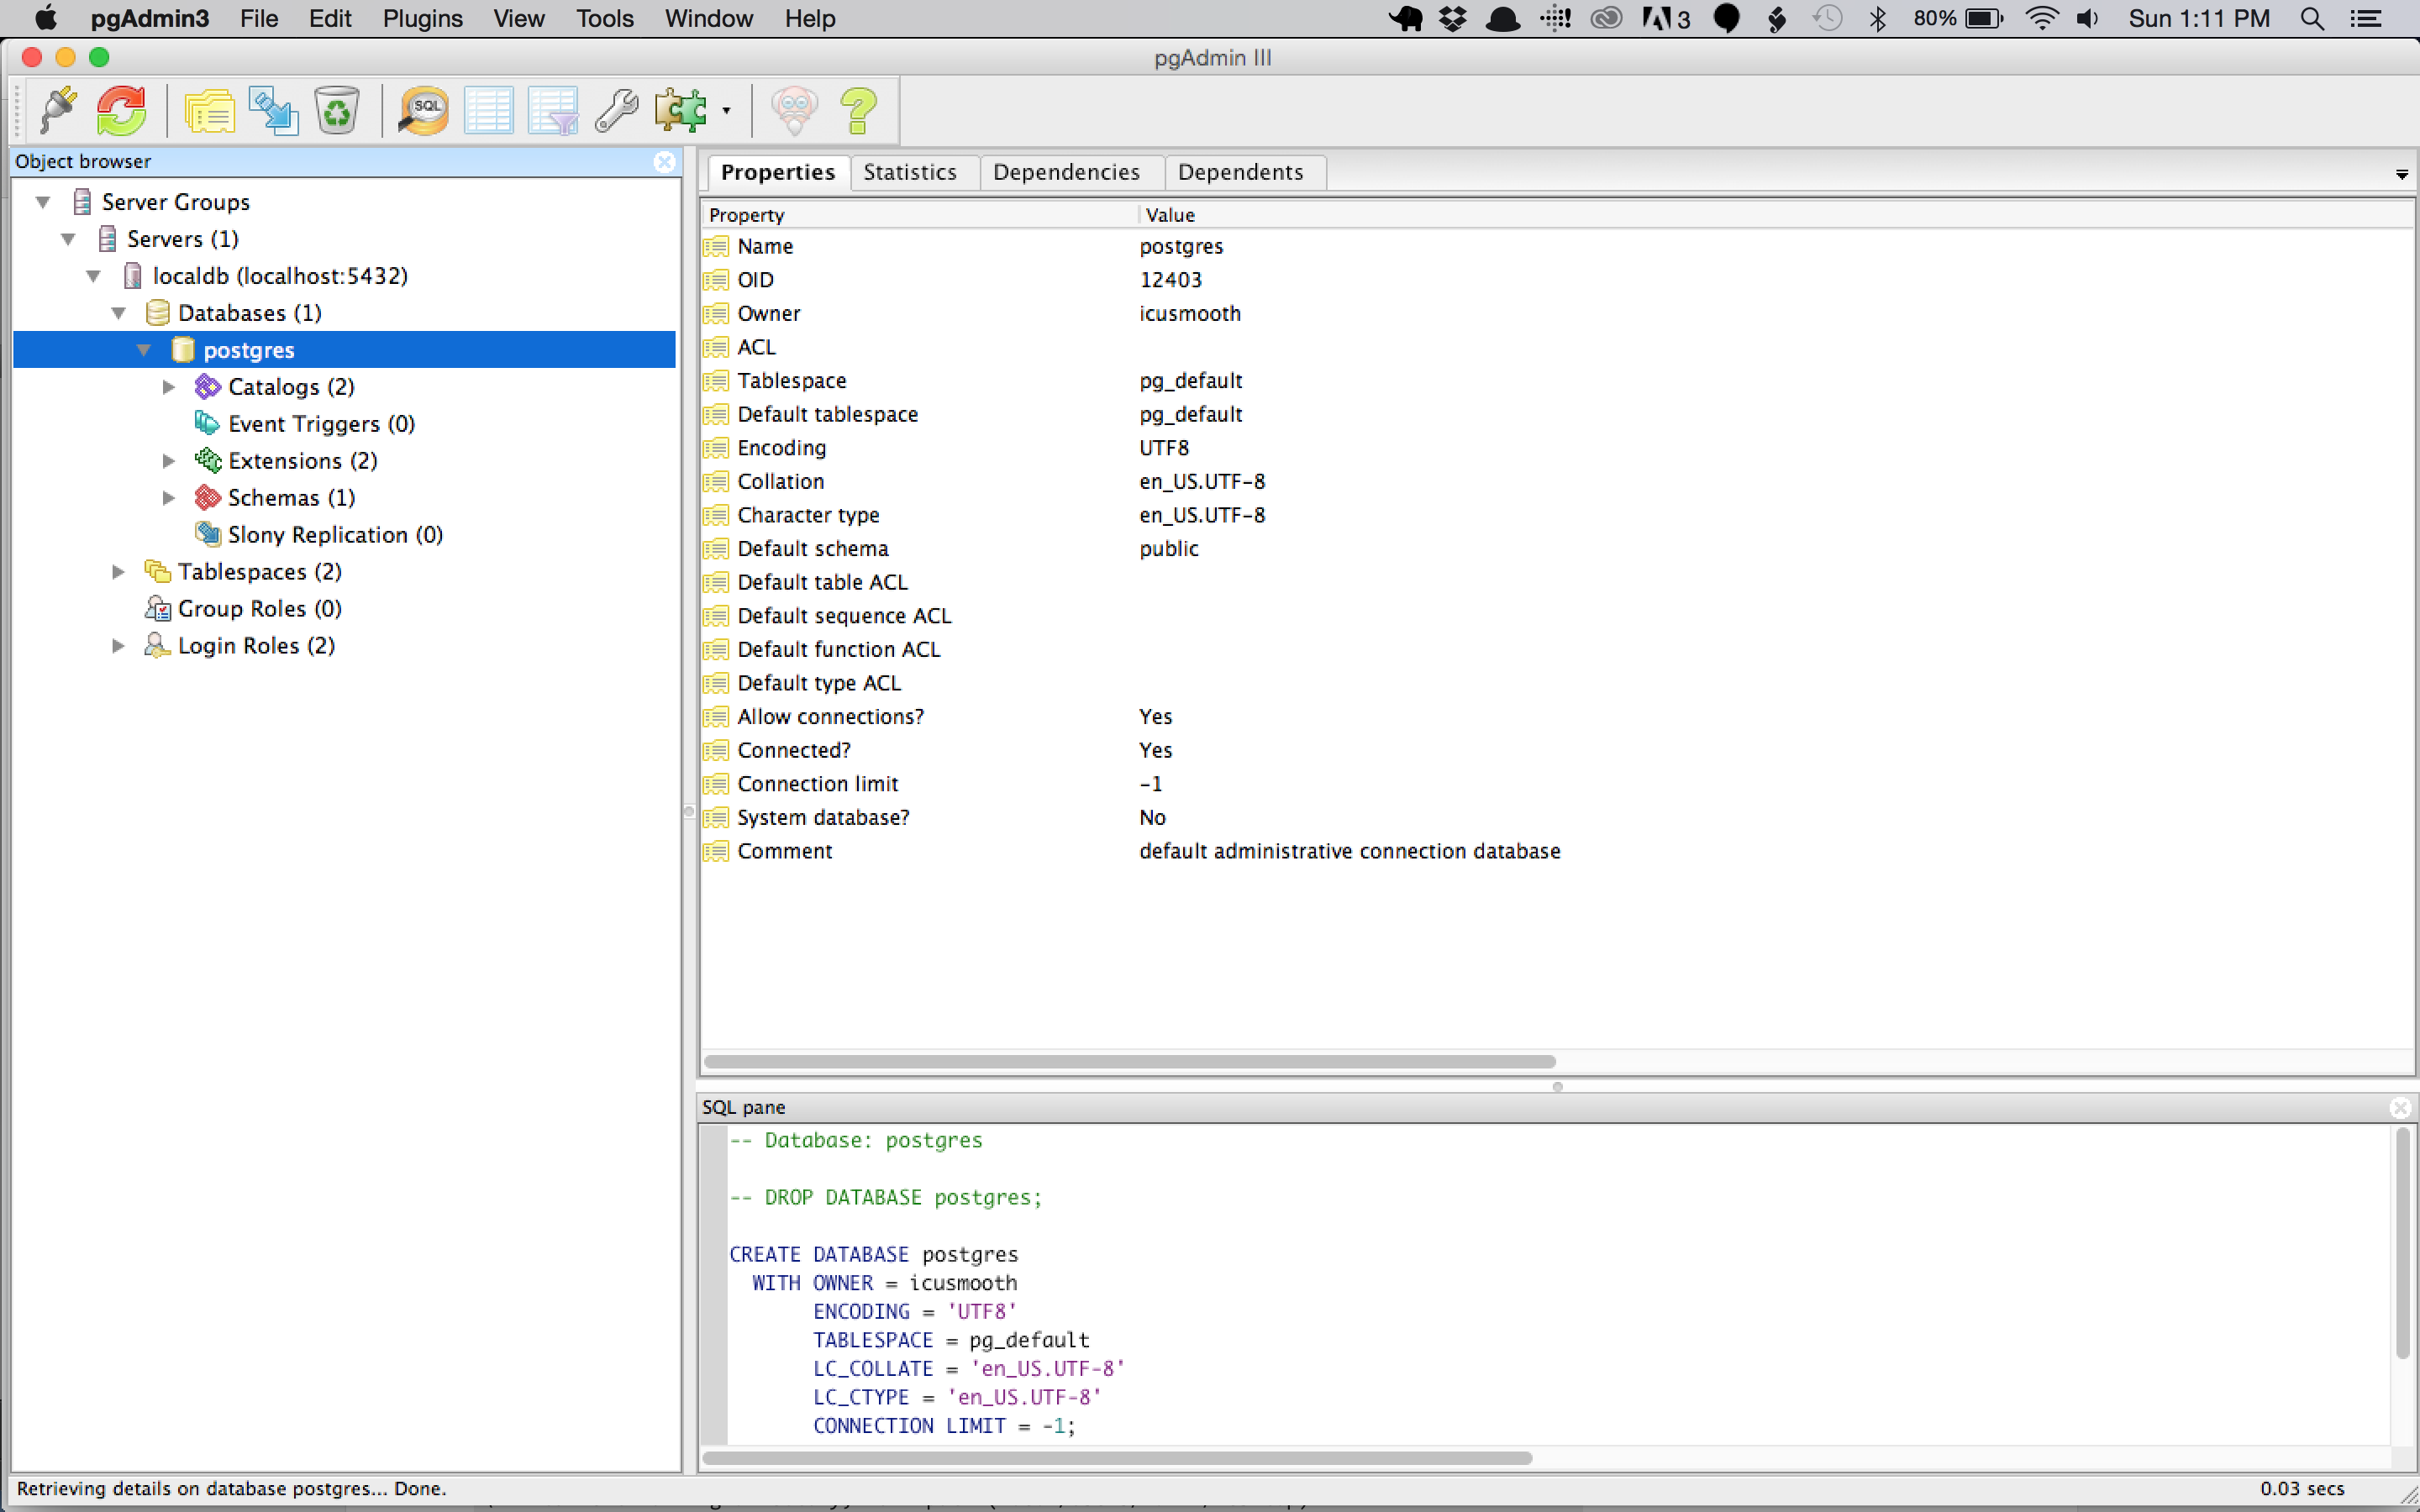 pgAdmin3 File Edit Plugins View Tools Window Help 3 80% Sun 1:11 PM
pgAdmin III
SQL
Object browser
Server Groups
Servers (1)
localdb (localhost:5432)
Databases (1)
postgres
Catalogs (2)
Event Triggers (0)
Extensions (2)
Schemas (1)
Slony Replication (0)
Tablespaces (2)
Group Roles (0)
Login Roles (2)
Properties Statistics Dependencies Dependents
Property Value
Name postgres
OID 12403
Owner icusmooth
ACL
Tablespace pg_default
Default tablespace pg_default
Encoding UTF8
Collation en_US.UTF-8
Character type en_US.UTF-8
Default schema public
Default table ACL
Default sequence ACL
Default function ACL
Default type ACL
Allow connections? Yes
Connected? Yes
Connection limit -1
System database? No
Comment default administrative connection database
SQL pane
-- Database: postgres
-- DROP DATABASE postgres;
CREATE DATABASE postgres
WITH OWNER = icusmooth
ENCODING = 'UTF8'
TABLESPACE = pg_default
LC_COLLATE = 'en_US.UTF-8'
LC_CTYPE = 'en_US.UTF-8'
CONNECTION LIMIT = -1;
Retrieving details on database postgres... Done. 0.03 secs